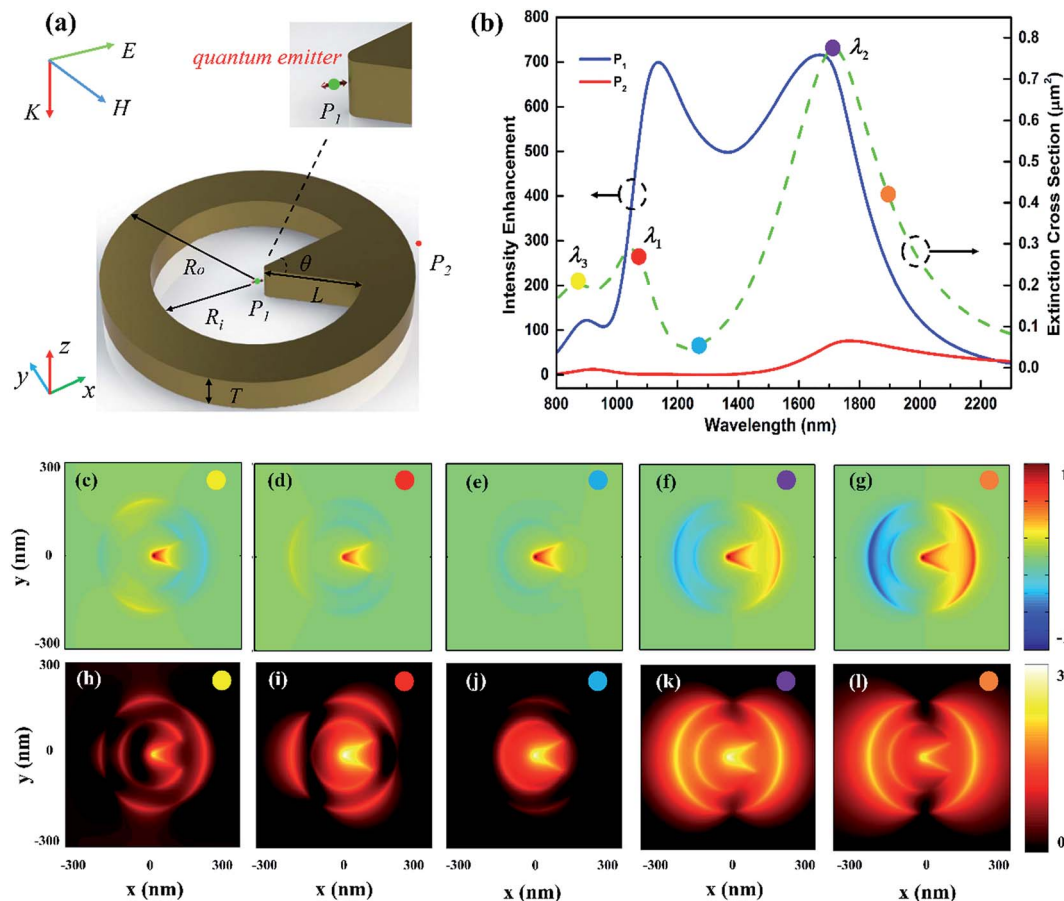 (a)
E
H
K
quantum emitter
P1
Ro
Ri
P1
θ
L
P2
T
z
y
x
(b)
Intensity Enhancement
800
700
600
500
400
300
200
100
0
P1
P2
λ3
λ1
λ2
0.8
0.7
0.6
0.5
0.4
0.3
0.2
0.1
0.0
Extinction Cross Section (μm²)
800 1000 1200 1400 1600 1800 2000 2200
Wavelength (nm)
(c) (d) (e) (f) (g)
300
0
-300
y (nm)
1
(h) (i) (j) (k) (l)
300
0
-300
y (nm)
3
0
-300 0 300 -300 0 300 -300 0 300 -300 0 300 -300 0 300
x (nm) x (nm) x (nm) x (nm) x (nm)